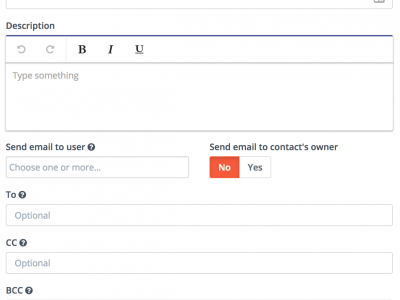 Description
B I U
Type something
Send email to user ?
Send email to contact's owner
Choose one or more...
No Yes
To ?
Optional
CC ?
Optional
BCC ?